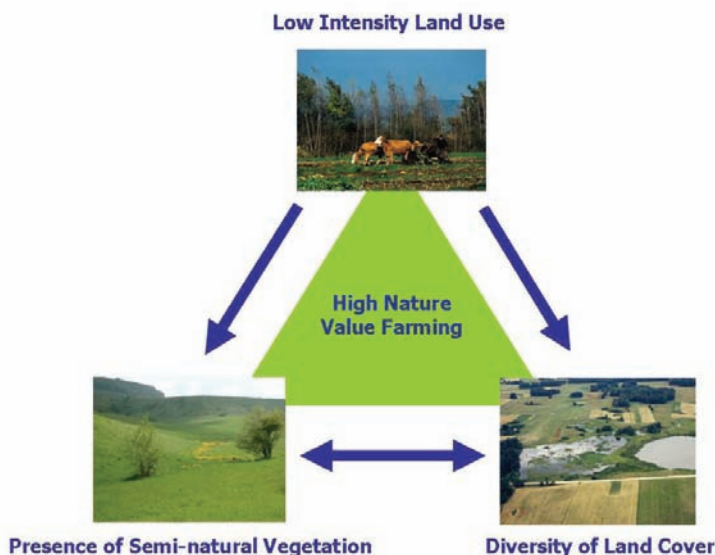 Low Intensity Land Use
High Nature
Value Farming
Presence of Semi-natural Vegetation
Diversity of Land Cover